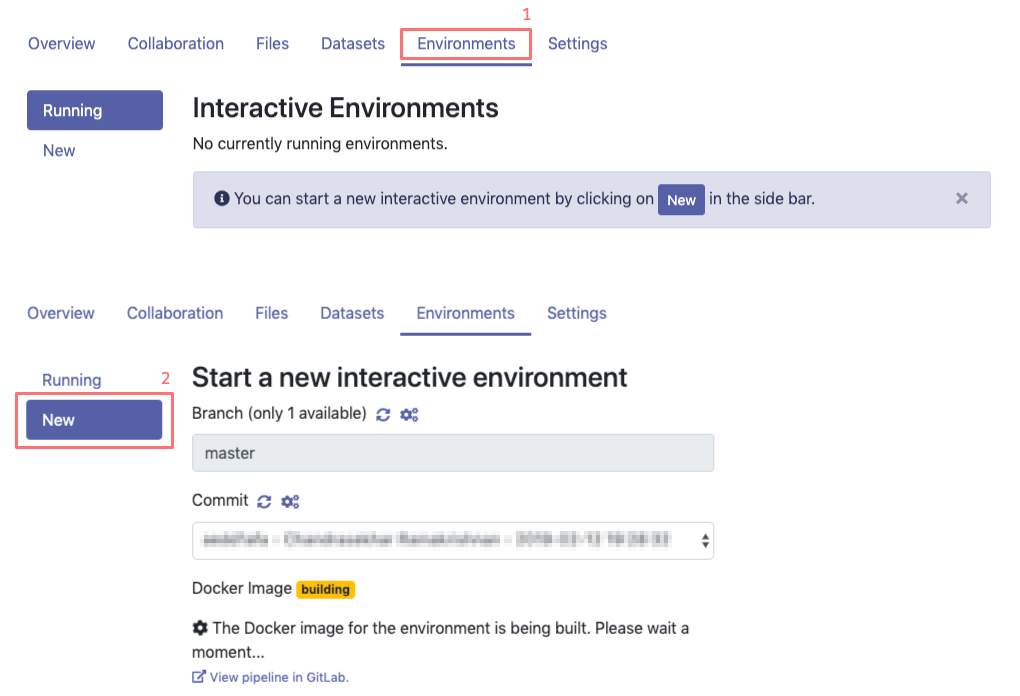 1
Overview Collaboration Files Datasets Environments Settings
Running
New
Interactive Environments
No currently running environments.
You can start a new interactive environment by clicking on New in the side bar. ×
Overview Collaboration Files Datasets Environments Settings
Running 2
New
Start a new interactive environment
Branch (only 1 available)
master
Commit
Docker Image building
The Docker image for the environment is being built. Please wait a
moment...
View pipeline in GitLab.